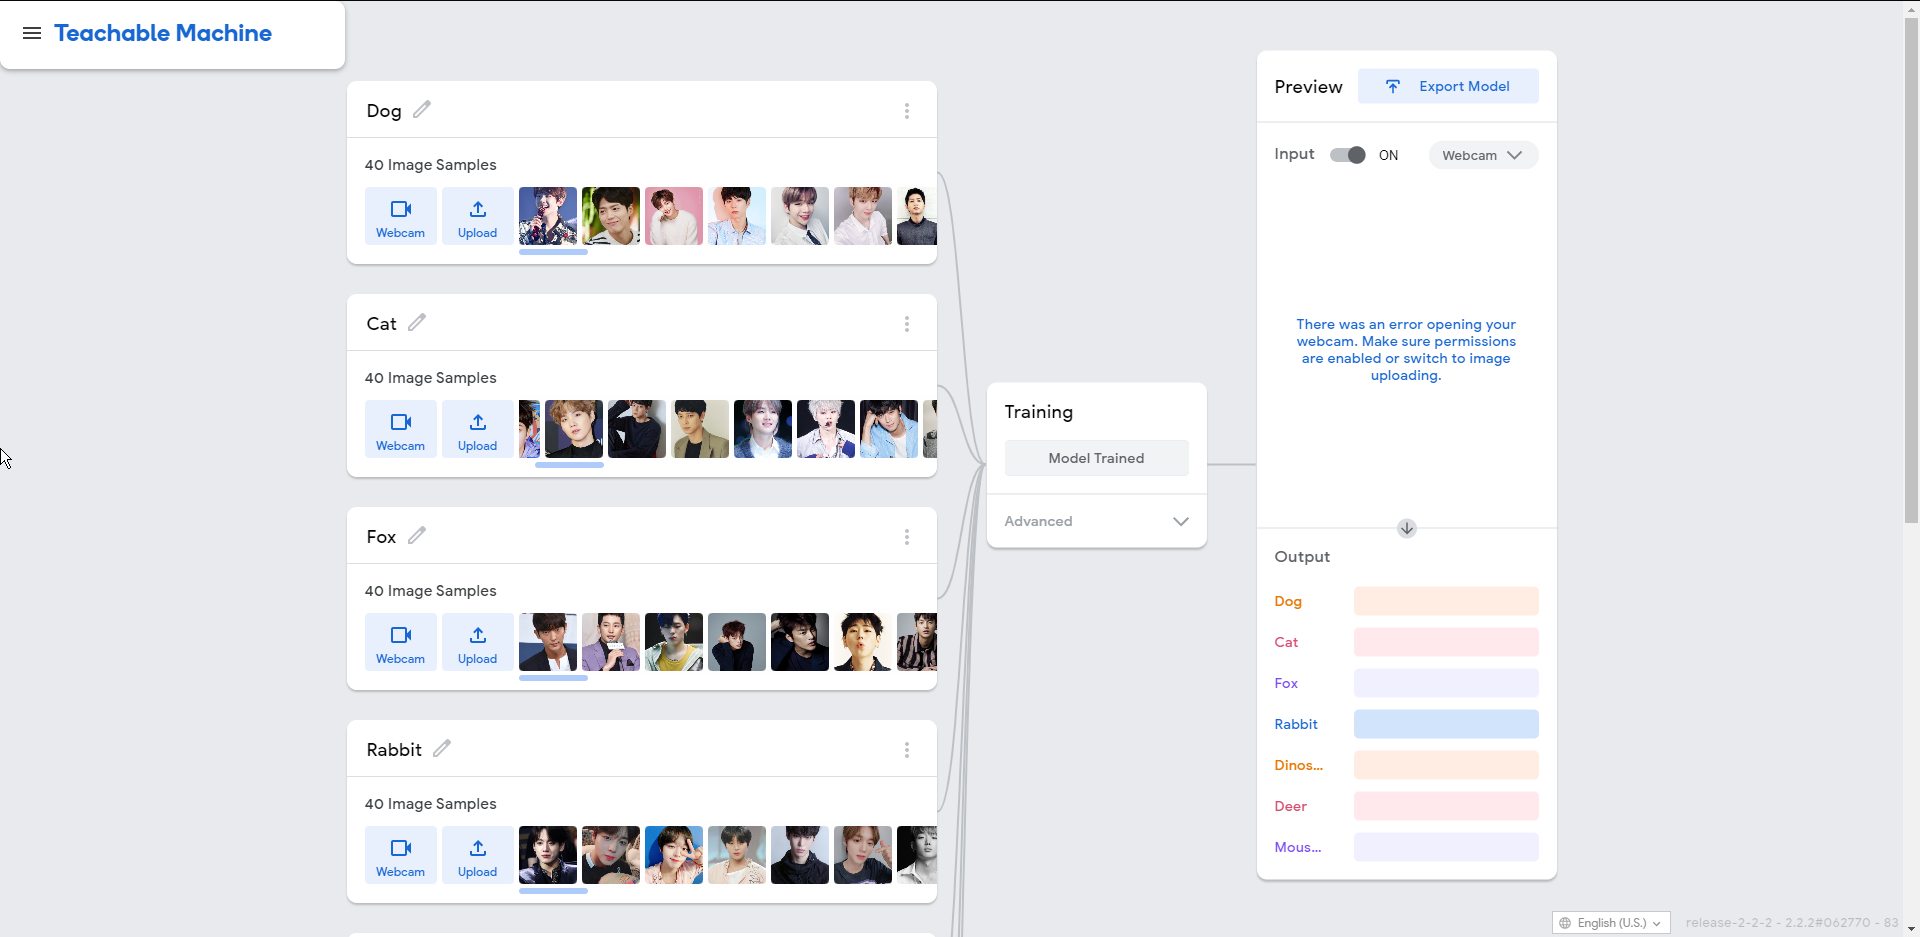 Teachable Machine
Dog
40 Image Samples
Webcam
Upload
Cat
40 Image Samples
Webcam
Upload
Fox
40 Image Samples
Webcam
Upload
Rabbit
40 Image Samples
Webcam
Upload
Training
Model Trained
Advanced
Preview
Export Model
Input
ON
Webcam
There was an error opening your
webcam. Make sure permissions
are enabled or switch to image
uploading.
Output
Dog
Cat
Fox
Rabbit
Dinos...
Deer
Mous...
English (U.S.)
release-2-2-2 - 2.2.2#062770 - 83